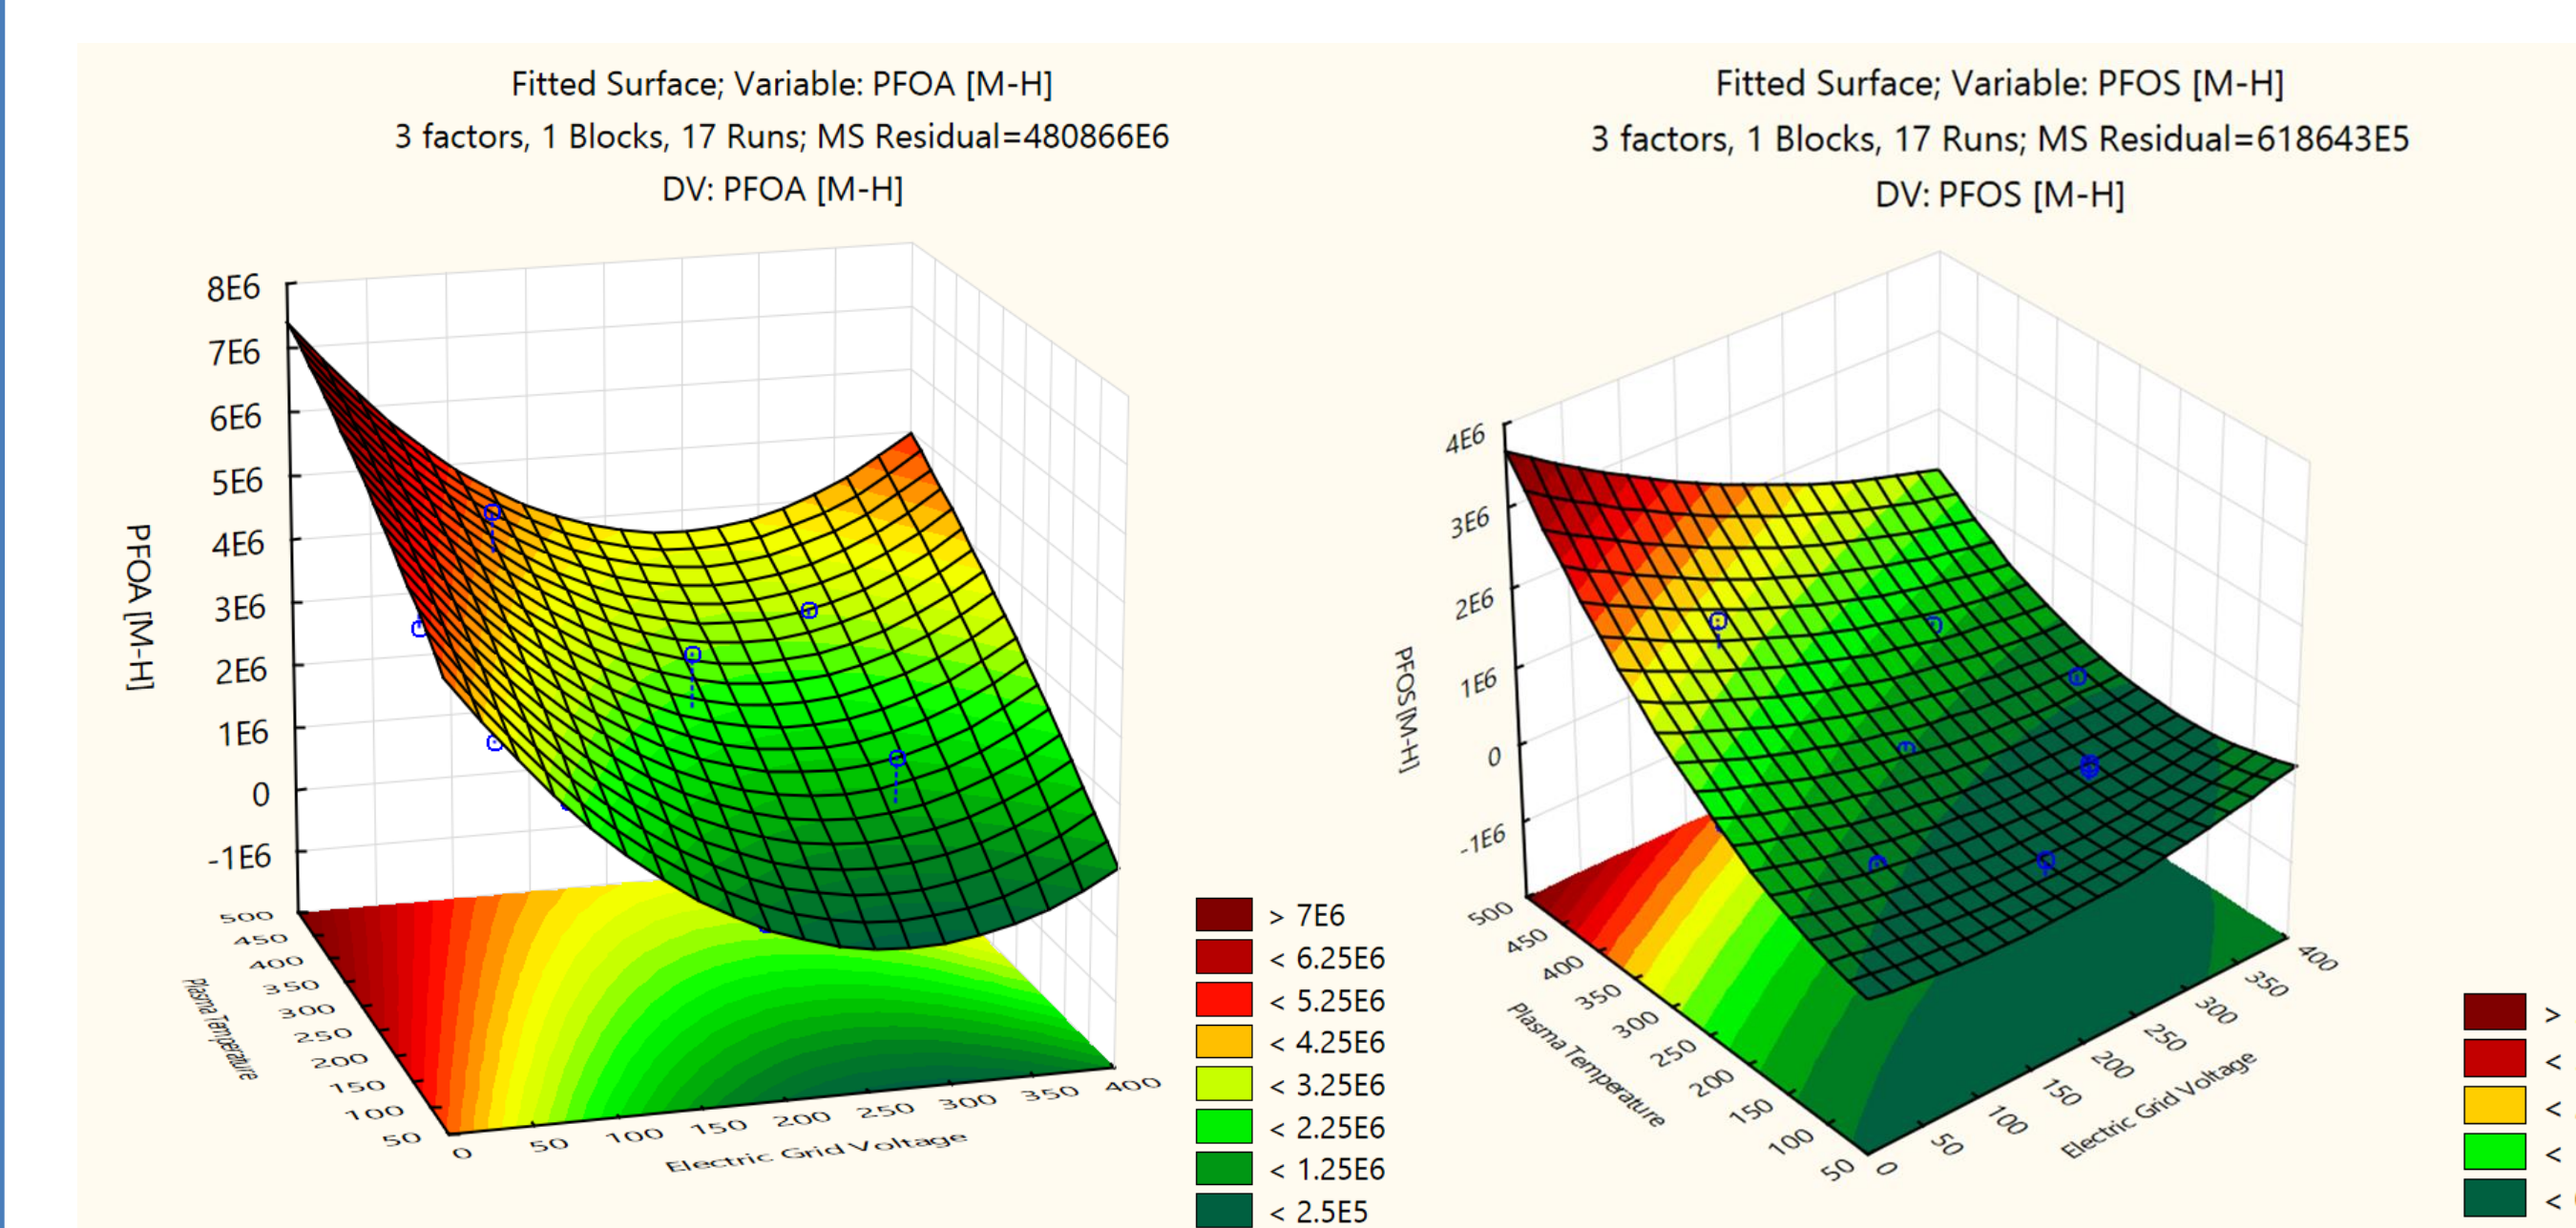 Fitted Surface; Variable: PFOA [M-H]
3 factors, 1 Blocks, 17 Runs; MS Residual=480866E6
DV: PFOA [M-H]
8E6
7E6
6E6
5E6
4E6
3E6
2E6
1E6
0
-1E6
PFOA [M-H]
500
450
400
350
300
250
200
150
100
50
Plasma Temperature
0
50
100
150
200
250
300
350
400
Electric Grid Voltage
> 7E6
< 6.25E6
< 5.25E6
< 4.25E6
< 3.25E6
< 2.25E6
< 1.25E6
< 2.5E5
Fitted Surface; Variable: PFOS [M-H]
3 factors, 1 Blocks, 17 Runs; MS Residual=618643E5
DV: PFOS [M-H]
4E6
3E6
2E6
1E6
0
-1E6
PFOS [M-H]
500
450
400
350
300
250
200
150
100
50
Plasma Temperature
0
50
100
150
200
250
300
350
400
Electric Grid Voltage
>
<
<
<
<